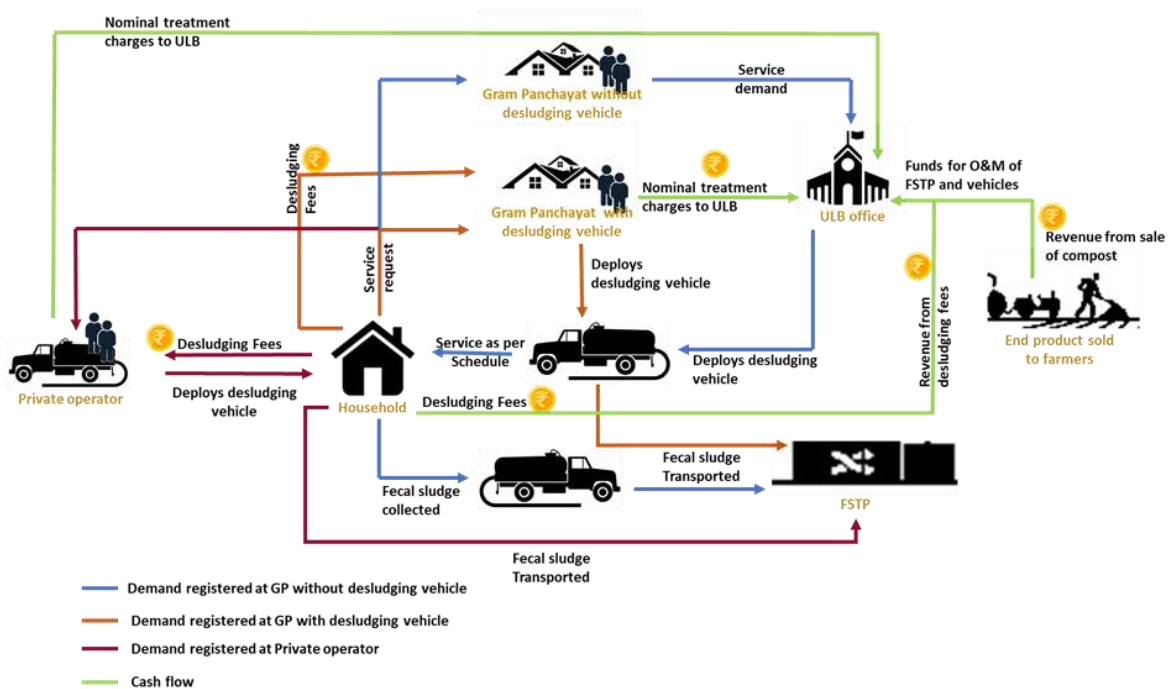 Nominal treatment
charges to ULB
Gram Panchayat without
desludging vehicle
Service
demand
Desludging
Fees
Gram Panchayat with
desludging vehicle
Nominal treatment
charges to ULB
ULB office
Funds for O&M of
FSTP and vehicles
Revenue from sale
of compost
Service
request
Deploys
desludging vehicle
Revenue from
desludging fees
End product sold
to farmers
Private operator
Desludging Fees
Deploys desludging
vehicle
Household
Service as per
Schedule
Deploys desludging
vehicle
Desludging Fees
Fecal sludge
collected
Fecal sludge
Transported
FSTP
Fecal sludge
Transported
Demand registered at GP without desludging vehicle
Demand registered at GP with desludging vehicle
Demand registered at Private operator
Cash flow